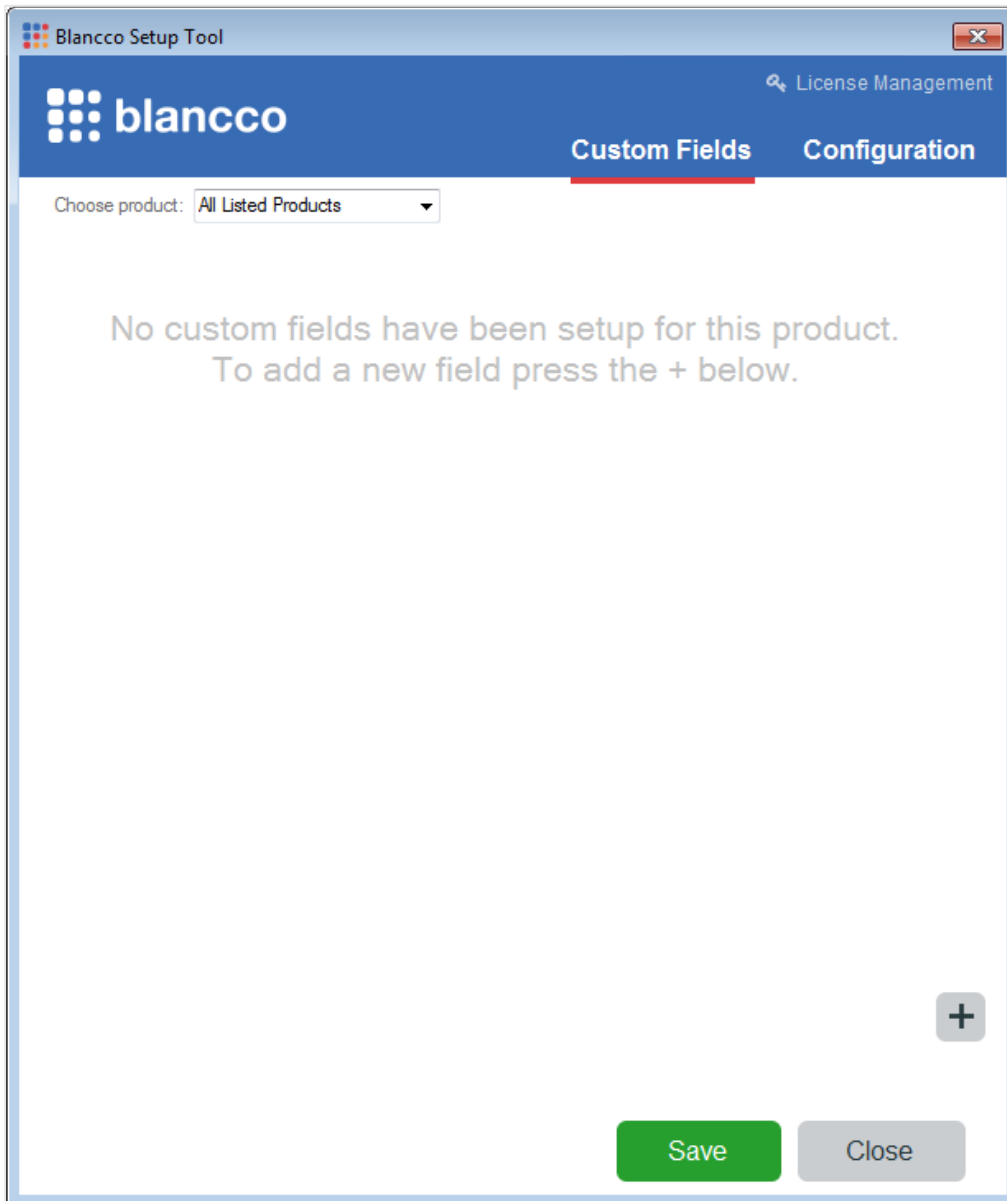 Blancco Setup Tool
License Management
blancco
Custom Fields
Configuration
Choose product: All Listed Products
No custom fields have been setup for this product.
To add a new field press the + below.
+
Save
Close